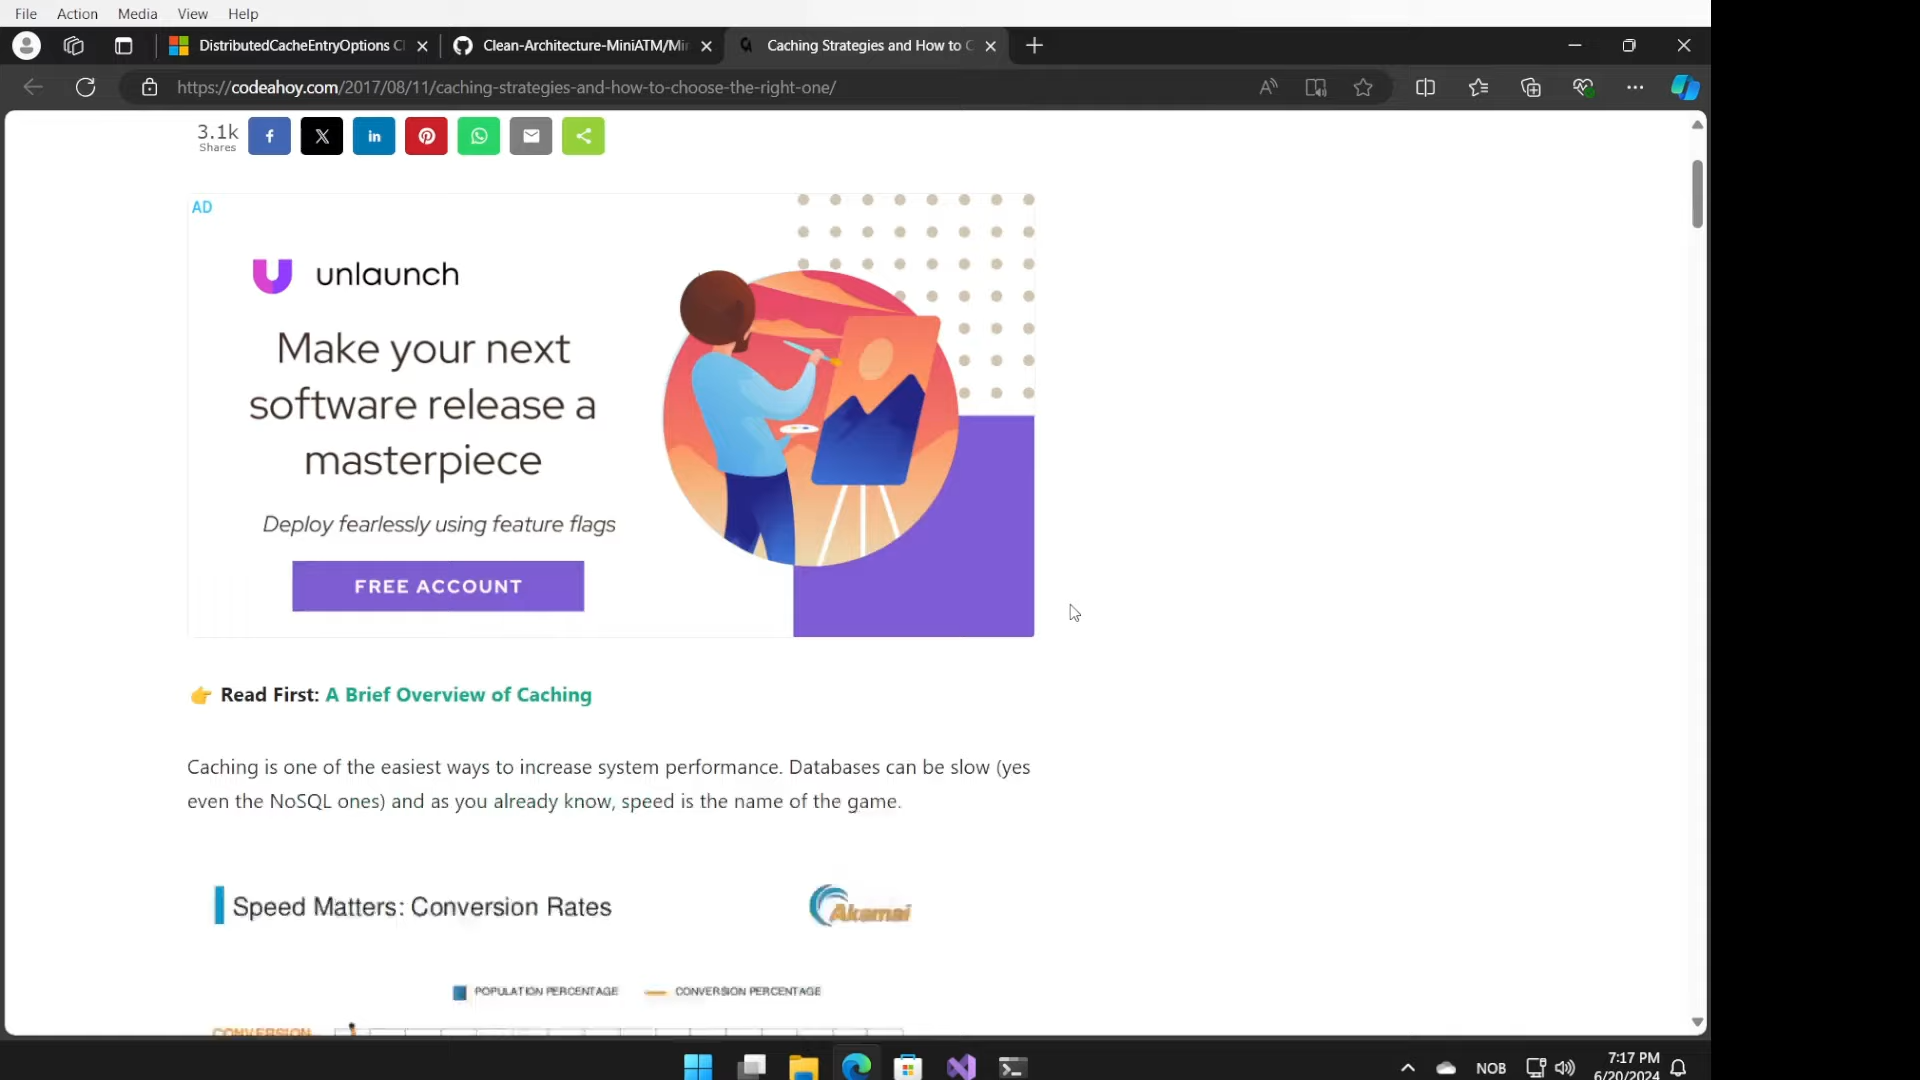 File Action Media View Help
DistributedCacheEntryOptions Cl
Clean-Architecture-MiniATM/Min
Caching Strategies and How to C
https://codeahoy.com/2017/08/11/caching-strategies-and-how-to-choose-the-right-one/
3.1k
Shares
AD
unlaunch
Make your next
software release a
masterpiece
Deploy fearlessly using feature flags
FREE ACCOUNT
👉 Read First: A Brief Overview of Caching
Caching is one of the easiest ways to increase system performance. Databases can be slow (yes
even the NoSQL ones) and as you already know, speed is the name of the game.
Speed Matters: Conversion Rates
Akamai
POPULATION PERCENTAGE
CONVERSION PERCENTAGE
CONVERSION
NOB
7:17 PM
6/20/2024